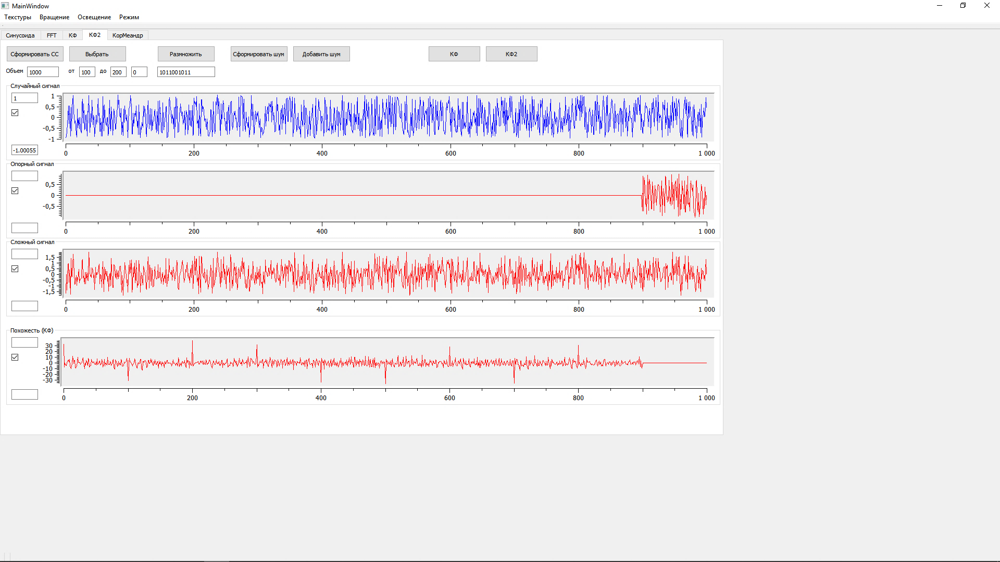 MainWindow
Текстуры Вращение Освещение Режим
Синусоида FFT КФ КФ2 КорМеандр
Сформировать СС Выбрать Размножить Сформировать шум Добавить шум КФ КФ2
Объем 1000 от 100 до 200 0 1011001011
Случайный сигнал
1
1
0,5
0
-0,5
-1
-1.00055
0 200 400 600 800 1 000
Опорный сигнал
0,5
0
-0,5
0 200 400 600 800 1 000
Сложный сигнал
1,5
1
0,5
0
-0,5
-1
-1,5
0 200 400 600 800 1 000
Похожесть (КФ)
30
20
10
0
-10
-20
-30
0 200 400 600 800 1 000